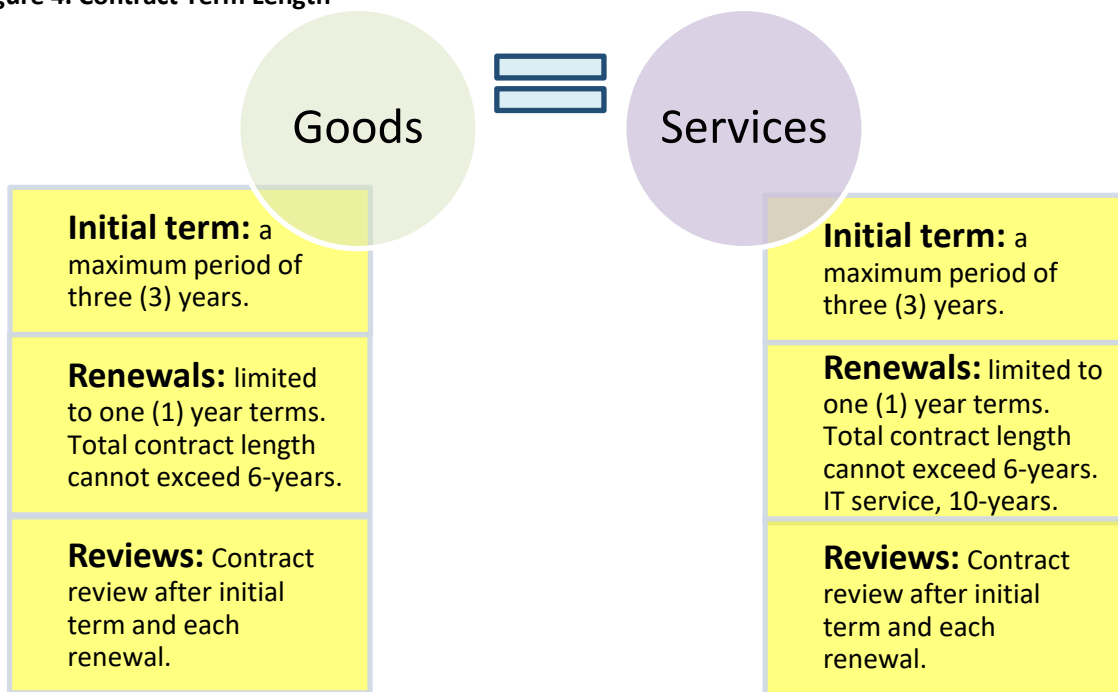 Figure 4. Contract Term Length
Goods
Services
Initial term: a
maximum period of
three (3) years.
Renewals: limited
to one (1) year terms.
Total contract length
cannot exceed 6-years.
Reviews: Contract
review after initial
term and each
renewal.
Initial term: a
maximum period of
three (3) years.
Renewals: limited to
one (1) year terms.
Total contract length
cannot exceed 6-years.
IT service, 10-years.
Reviews: Contract
review after initial
term and each
renewal.